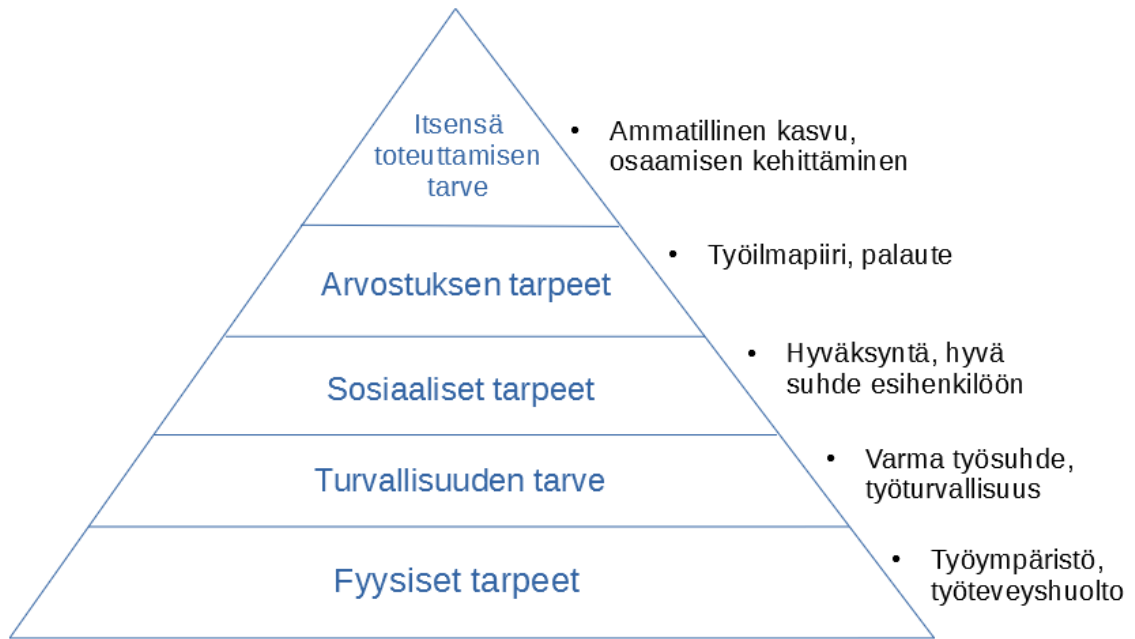 Itsensä
toteuttamisen
tarve
• Ammatillinen kasvu,
osaamisen kehittäminen
Arvostuksen tarpeet
• Työilmapiiri, palaute
Sosiaaliset tarpeet
• Hyväksyntä, hyvä
suhde esihenkilöön
Turvallisuuden tarve
• Varma työsuhde,
työturvallisuus
Fyysiset tarpeet
• Työympäristö,
työteveyshuolto